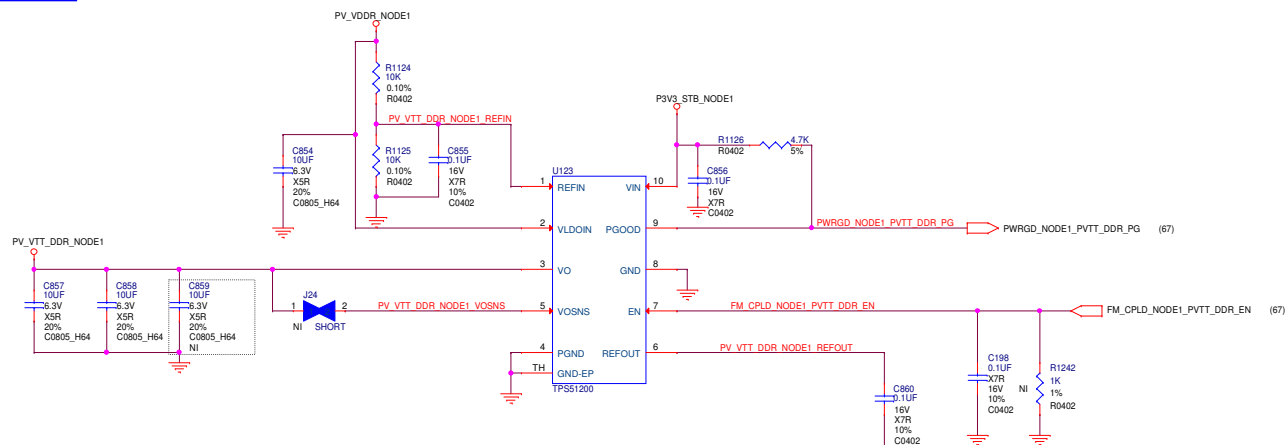 PV_VDDR_NODE1
R1124
10K
0.10%
R0402
P3V3_STB_NODE1
PV_VTT_DDR_NODE1_REFIN
C854
10UF
6.3V
X5R
20%
C0805_H64
R1125
10K
0.10%
R0402
C855
0.1UF
16V
X7R
10%
C0402
R1126
R0402
4.7K
5%
C856
0.1UF
16V
X7R
C0402
U123
1 REFIN VIN 10
2 VLDOIN PGOOD 9
PWRGD_NODE1_PVTT_DDR_PG
PWRGD_NODE1_PVTT_DDR_PG (67)
PV_VTT_DDR_NODE1
3 VO GND 8
C857
10UF
6.3V
X5R
20%
C0805_H64
C858
10UF
6.3V
X5R
20%
C0805_H64
C859
10UF
6.3V
X5R
20%
C0805_H64
NI
J24
1 2
NI SHORT
PV_VTT_DDR_NODE1_VOSNS
5 VOSNS EN 7
FM_CPLD_NODE1_PVTT_DDR_EN
FM_CPLD_NODE1_PVTT_DDR_EN (67)
4 PGND REFOUT 6
PV_VTT_DDR_NODE1_REFOUT
TH GND-EP
TPS51200
C860
0.1UF
16V
X7R
10%
C0402
C198
0.1UF
X7R
16V
10%
C0402
NI
R1242
1K
1%
R0402